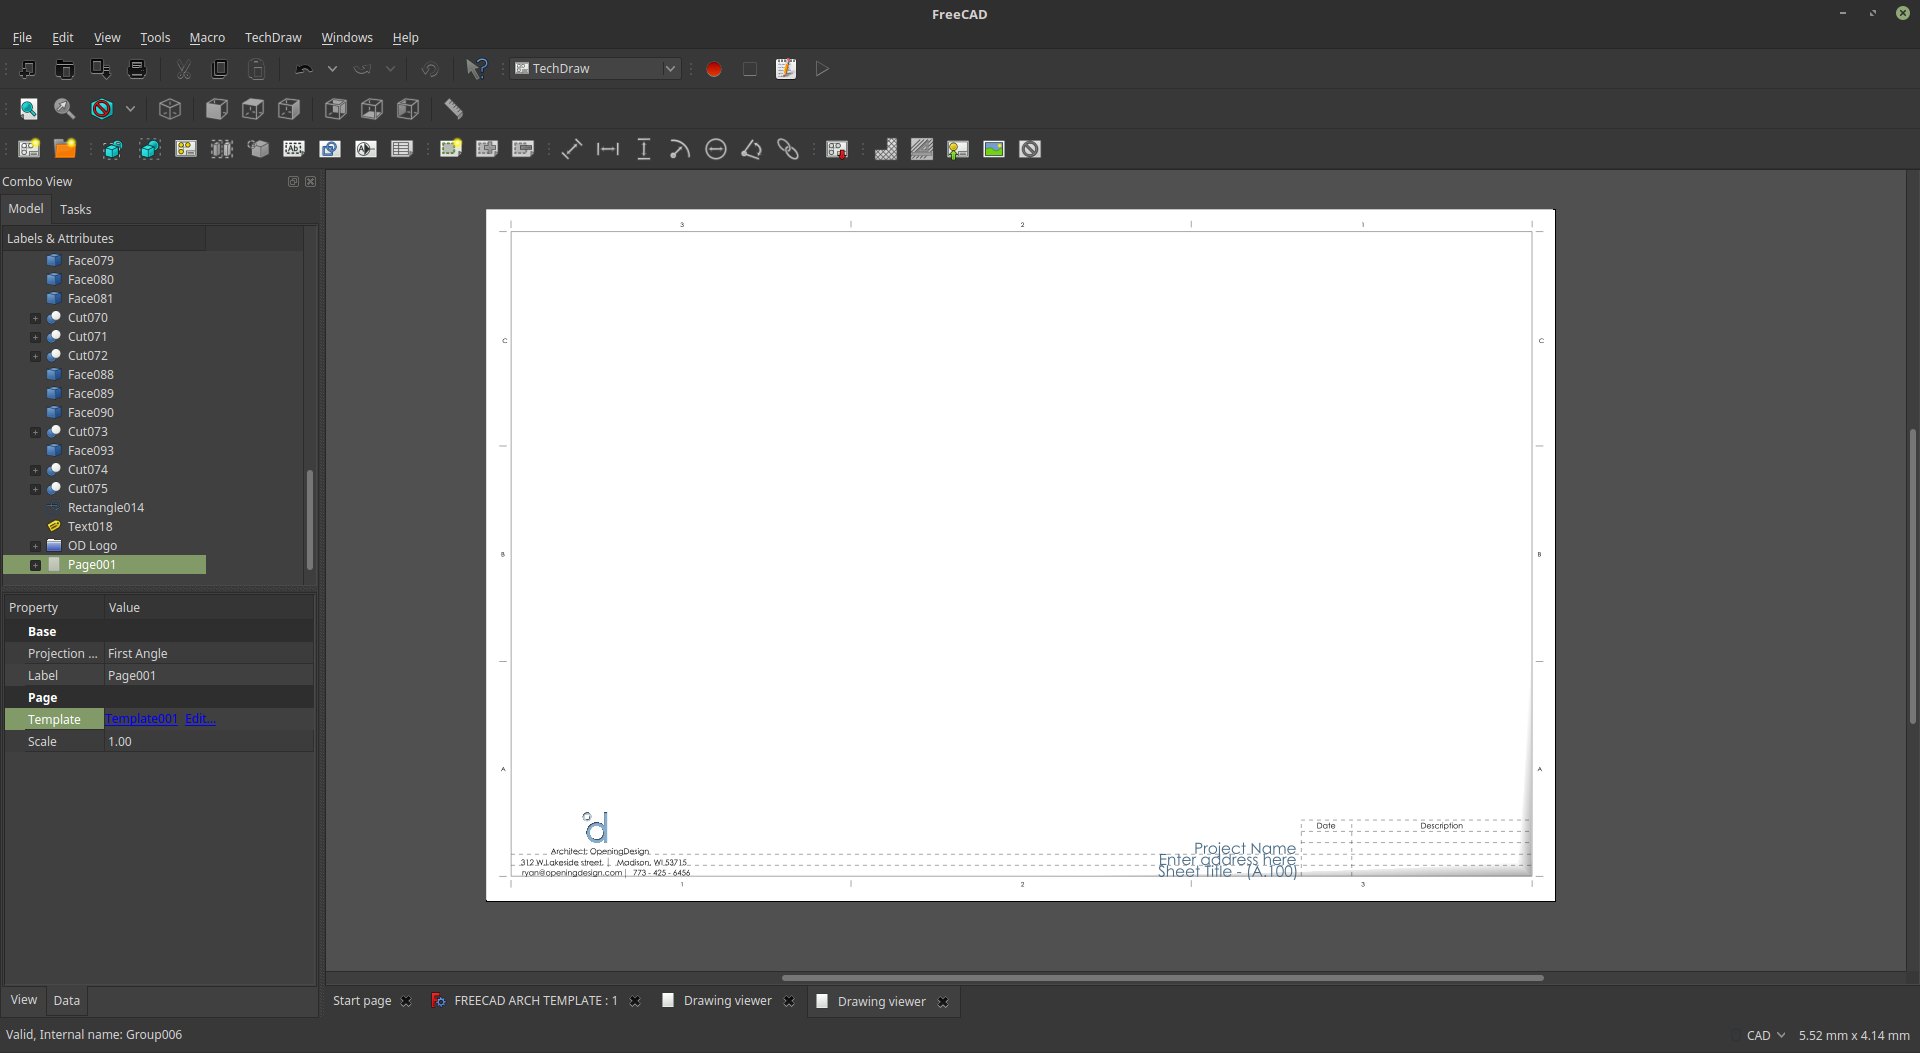 FreeCAD
File Edit View Tools Macro TechDraw Windows Help
TechDraw
Combo View
Model Tasks
Labels & Attributes
Face079
Face080
Face081
Cut070
Cut071
Cut072
Face088
Face089
Face090
Cut073
Face093
Cut074
Cut075
Rectangle014
Text018
OD Logo
Page001
Property Value
Base
Projection ... First Angle
Label Page001
Page
Template Template001 Edit...
Scale 1.00
View Data
3 2 1
C C
B B
A A
d
Architect: OpeningDesign
312 W.Lakeside street. | Madison, WI 53715
ryan@openingdesign.com | 773 - 425 - 6456
Project Name
Enter address here
Sheet Title - (A.100)
Date Description
1 2 3
Start page FREECAD ARCH TEMPLATE : 1 Drawing viewer Drawing viewer
Valid, Internal name: Group006
CAD 5.52 mm x 4.14 mm